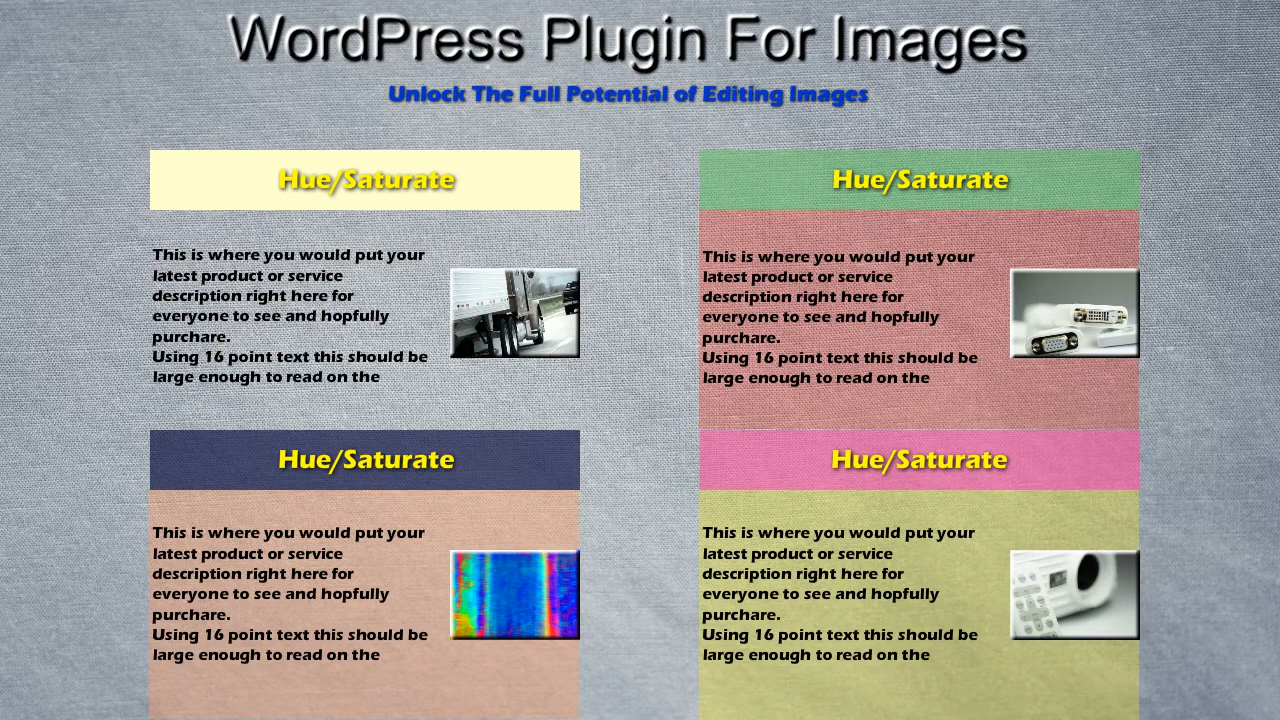 WordPress Plugin For Images
Unlock The Full Potential of Editing Images
Hue/Saturate
This is where you would put your
latest product or service
description right here for
everyone to see and hopfully
purchare.
Using 16 point text this should be
large enough to read on the
Hue/Saturate
This is where you would put your
latest product or service
description right here for
everyone to see and hopfully
purchare.
Using 16 point text this should be
large enough to read on the
Hue/Saturate
This is where you would put your
latest product or service
description right here for
everyone to see and hopfully
purchare.
Using 16 point text this should be
large enough to read on the
Hue/Saturate
This is where you would put your
latest product or service
description right here for
everyone to see and hopfully
purchare.
Using 16 point text this should be
large enough to read on the